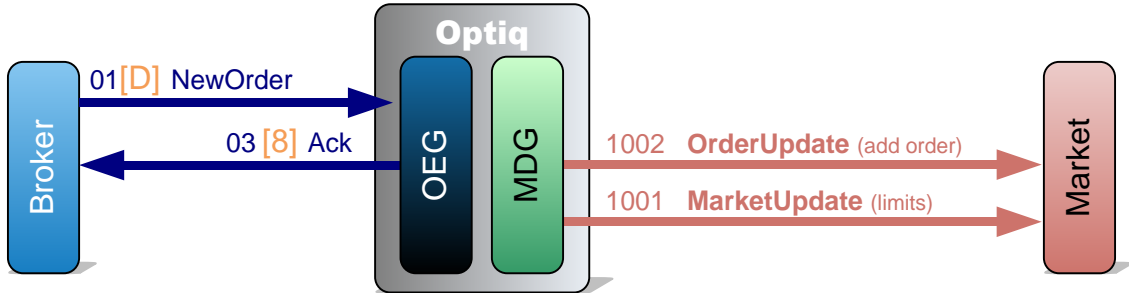 Optiq
Broker
01[D] NewOrder
03 [8] Ack
OEG
MDG
1002 OrderUpdate (add order)
1001 MarketUpdate (limits)
Market